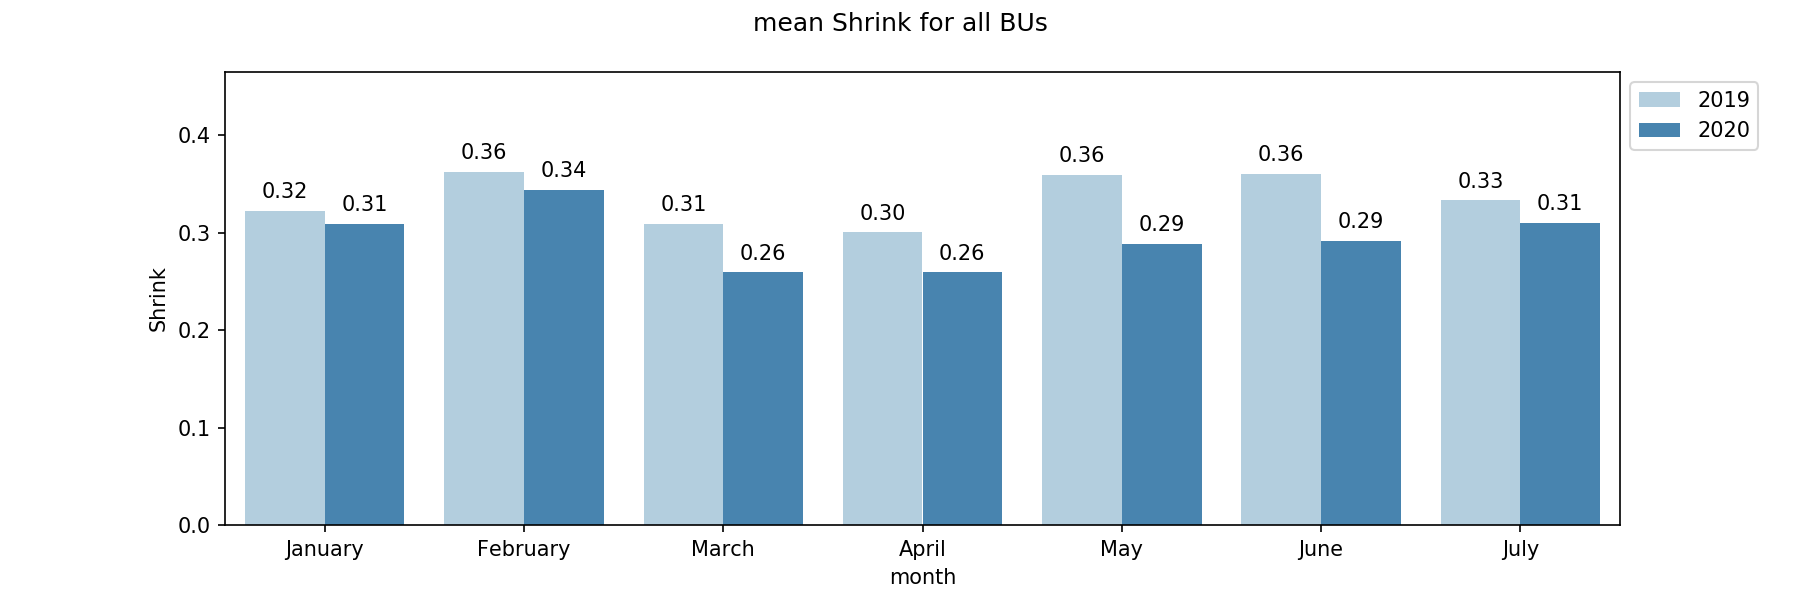 mean Shrink for all BUs
2019
2020
0.4
0.3
0.2
0.1
0.0
Shrink
0.32
0.31
0.36
0.34
0.31
0.26
0.30
0.26
0.36
0.29
0.36
0.29
0.33
0.31
January
February
March
April
May
June
July
month